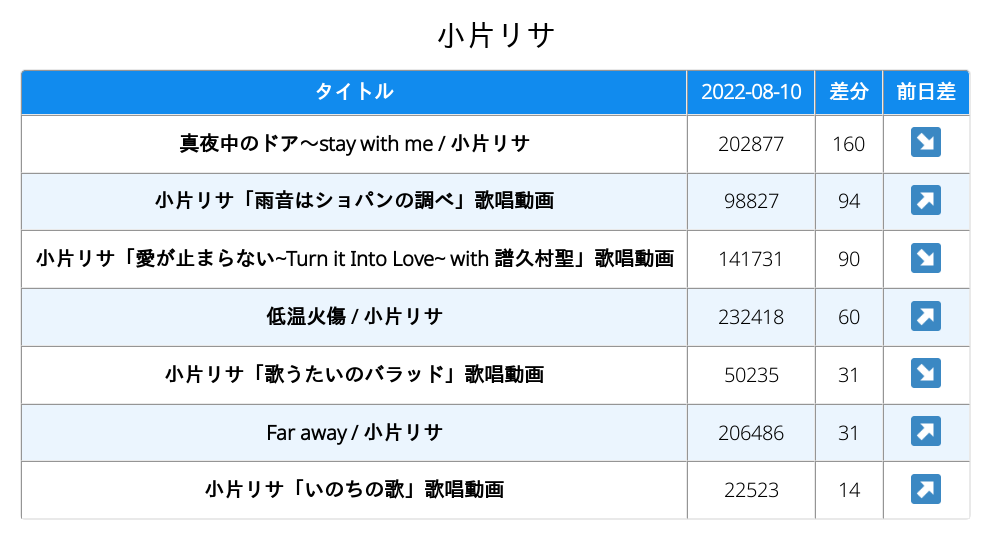 小片リサ
タイトル 2022-08-10 差分 前日差
真夜中のドア〜stay with me / 小片リサ 202877 160 ↘
小片リサ「雨音はショパンの調べ」歌唱動画 98827 94 ↗
小片リサ「愛が止まらない~Turn it Into Love~ with 譜久村聖」歌唱動画 141731 90 ↘
低温火傷 / 小片リサ 232418 60 ↗
小片リサ「歌うたいのバラッド」歌唱動画 50235 31 ↘
Far away / 小片リサ 206486 31 ↗
小片リサ「いのちの歌」歌唱動画 22523 14 ↗